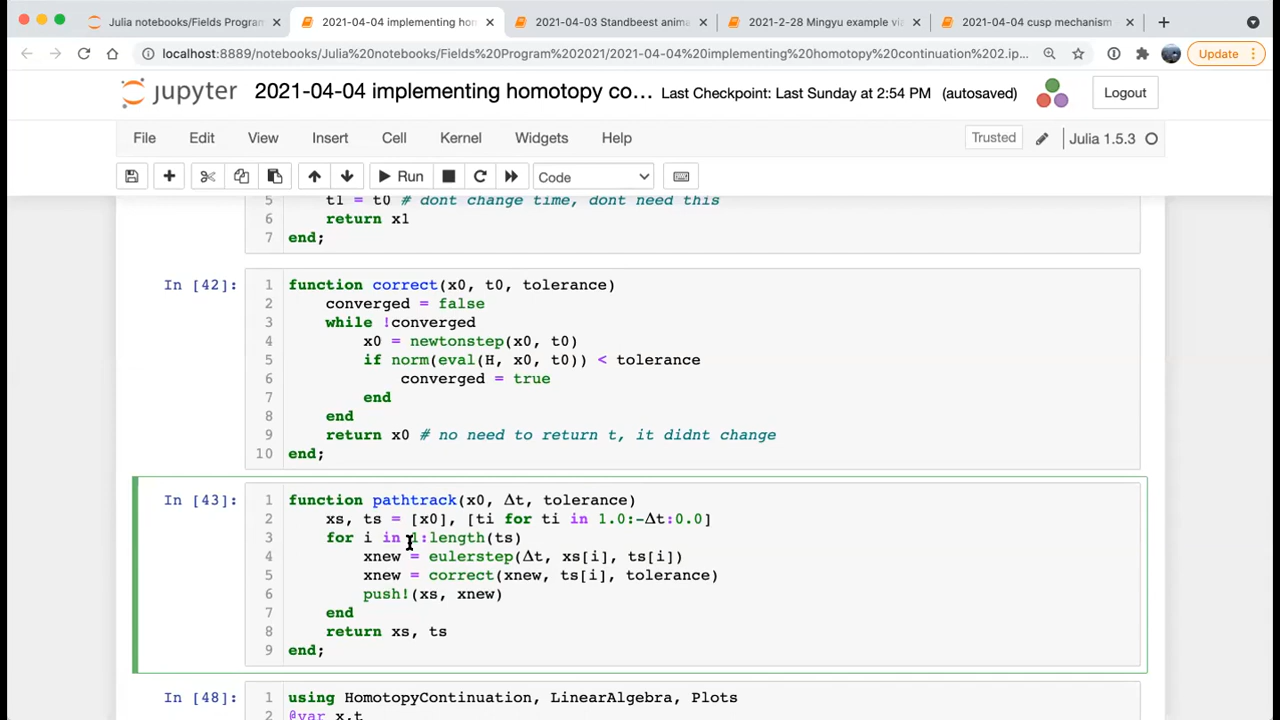 Julia notebooks/Fields Program
2021-04-04 implementing hom
2021-04-03 Standbeest anima
2021-2-28 Mingyu example via
2021-04-04 cusp mechanism
localhost:8889/notebooks/Julia%20notebooks/Fields%20Program%202021/2021-04-04%20implementing%20homotopy%20continuation%202.ip...
Update
jupyter 2021-04-04 implementing homotopy co... Last Checkpoint: Last Sunday at 2:54 PM (autosaved)
Logout
File Edit View Insert Cell Kernel Widgets Help
Trusted
Julia 1.5.3
Run
Code
5 t1 = t0 # dont change time, dont need this
6 return x1
7 end;
In [42]:
1 function correct(x0, t0, tolerance)
2 converged = false
3 while !converged
4 x0 = newtonstep(x0, t0)
5 if norm(eval(H, x0, t0)) < tolerance
6 converged = true
7 end
8 end
9 return x0 # no need to return t, it didnt change
10 end;
In [43]:
1 function pathtrack(x0, Δt, tolerance)
2 xs, ts = [x0], [ti for ti in 1.0:-Δt:0.0]
3 for i in 1:length(ts)
4 xnew = eulerstep(Δt, xs[i], ts[i])
5 xnew = correct(xnew, ts[i], tolerance)
6 push!(xs, xnew)
7 end
8 return xs, ts
9 end;
In [48]:
1 using HomotopyContinuation, LinearAlgebra, Plots
2 @var x,t